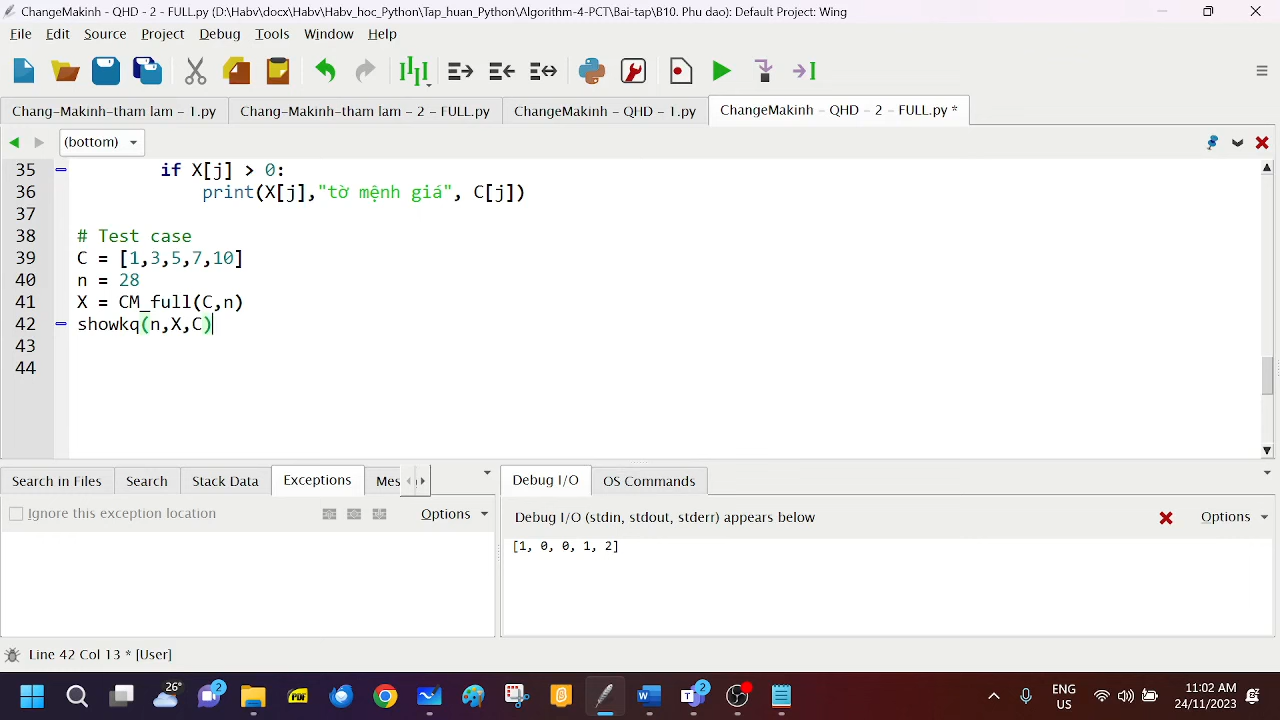 ChangeMakinh - QHD - 2 - FULL.py (D:\Habv\docx\Habv\Habv_hoc_Python\Tap_huan_Python\Algorithm-4-PCT\Bai-tap\B10. Phu dao): Default Project: Wing
File Edit Source Project Debug Tools Window Help
Chang-Makinh-tham lam - 1.py Chang-Makinh-tham lam - 2 - FULL.py ChangeMakinh - QHD - 1.py ChangeMakinh - QHD - 2 - FULL.py *
(bottom)
35 if X[j] > 0:
36 print(X[j],"tờ mệnh giá", C[j])
37
38 # Test case
39 C = [1,3,5,7,10]
40 n = 28
41 X = CM_full(C,n)
42 showkq(n,X,C)
43
44
Search in Files Search Stack Data Exceptions Mes Debug I/O OS Commands
Ignore this exception location Options Debug I/O (stdin, stdout, stderr) appears below Options
[1, 0, 0, 1, 2]
Line 42 Col 13 * [User]
26° 2 PDF 2 ENG US 11:02 AM 24/11/2023